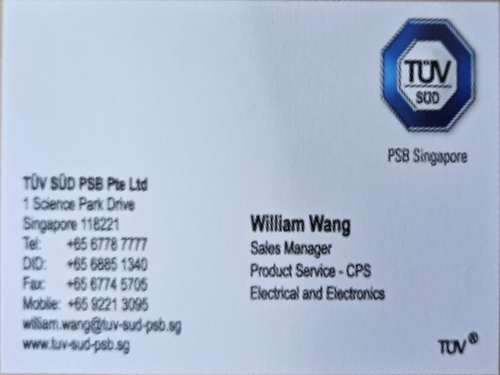 TÜV
SÜD
PSB Singapore
TÜV SÜD PSB Pte Ltd
1 Science Park Drive
Singapore 118221
Tel: +65 6778 7777
DID: +65 6885 1340
Fax: +65 6774 5705
Mobile: +65 9221 3095
william.wang@tuv-sud-psb.sg
www.tuv-sud-psb.sg
William Wang
Sales Manager
Product Service - CPS
Electrical and Electronics
TÜV®